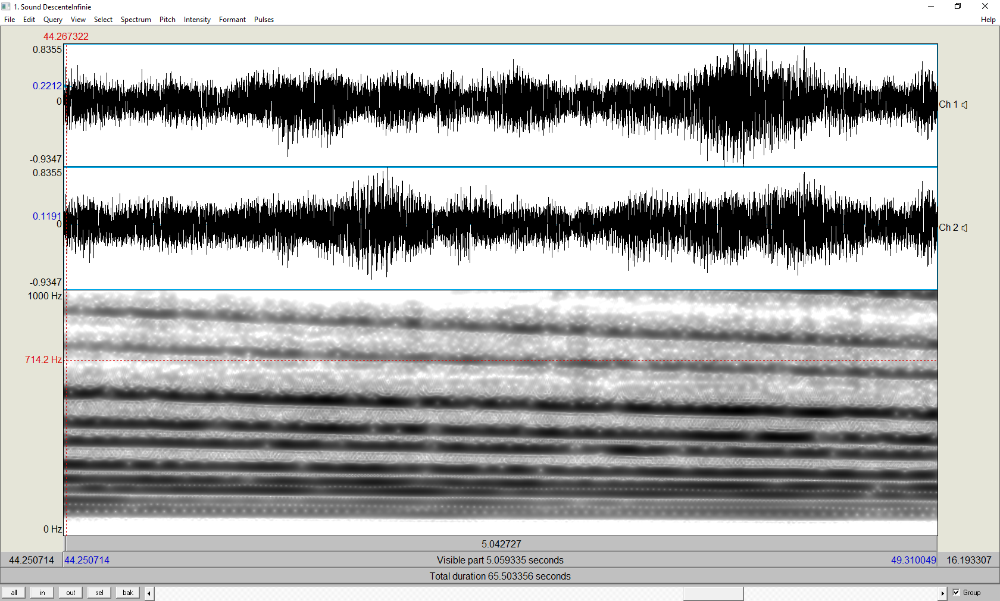 1. Sound DescenteInfinie
File Edit Query View Select Spectrum Pitch Intensity Formant Pulses Help
44.267322
0.8355
0.2212
0
-0.9347
Ch 1
0.8355
0.1191
0
-0.9347
Ch 2
1000 Hz
714.2 Hz
0 Hz
5.042727
44.250714 44.250714 Visible part 5.059335 seconds 49.310049 16.193307
Total duration 65.503356 seconds
all in out sel bak Group